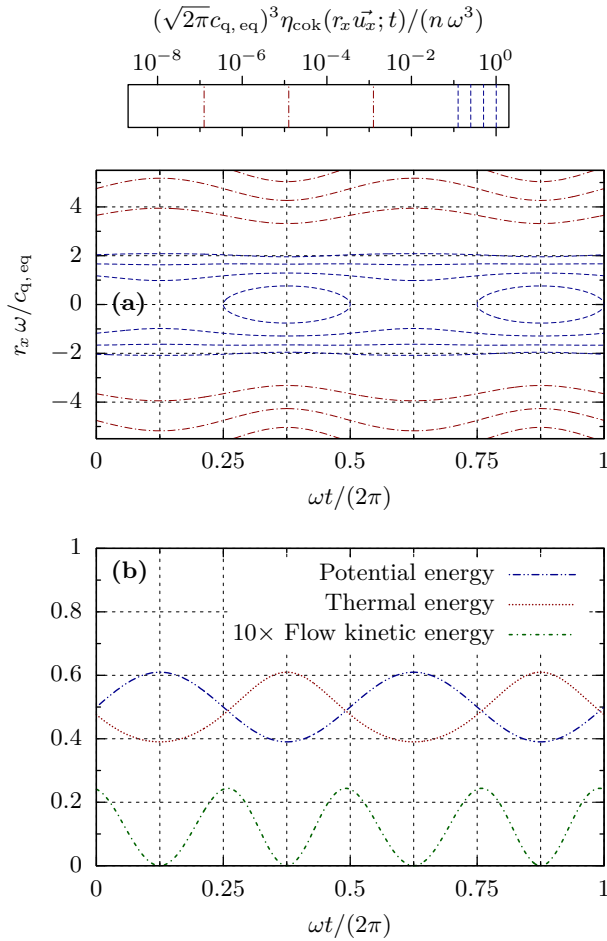 (√2π c_q, eq)³ η_cok(r_x u⃗_x; t)/(n ω³)
10⁻⁸ 10⁻⁶ 10⁻⁴ 10⁻² 10⁰
4
2
0
−2
−4
r_x ω/c_q, eq
(a)
0 0.25 0.5 0.75 1
ωt/(2π)
1
0.8
0.6
0.4
0.2
0
(b)
Potential energy
Thermal energy
10× Flow kinetic energy
0 0.25 0.5 0.75 1
ωt/(2π)